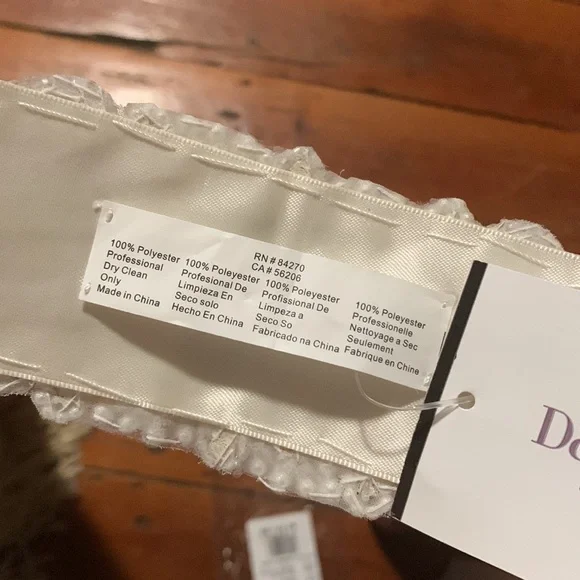 RN # 84270
CA # 56206
100% Polyester
Professional
Dry Clean
Only
Made in China
100% Poleyester
Profesional De
Limpieza En
Seco solo
Hecho En China
100% Poleyester
Profissional De
Limpeza a
Seco So
Fabricado na China
100% Poleyester
Professionelle
Nettoyage a Sec
Seulement
Fabrique en Chine